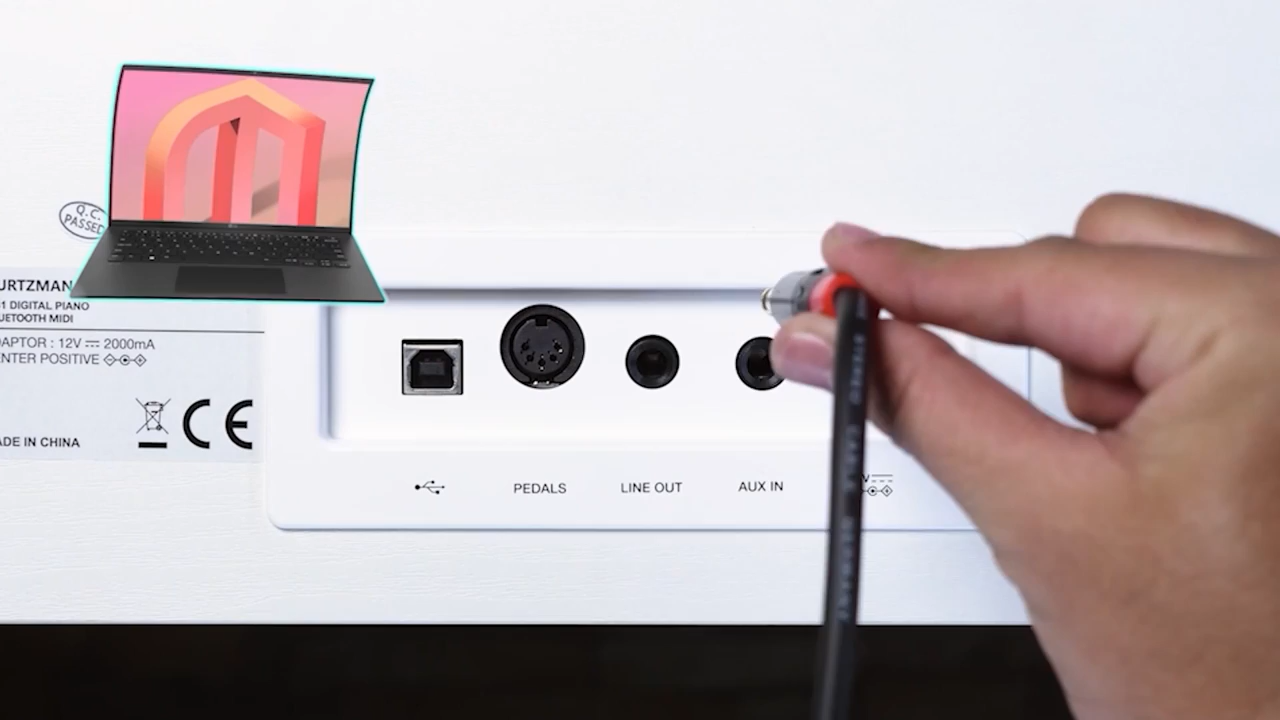 Q.C.
PASSED
URTZMAN
1 DIGITAL PIANO
UETOOTH MIDI
DAPTOR : 12V 2000mA
ENTER POSITIVE
ADE IN CHINA
CE
PEDALS
LINE OUT
AUX IN
V